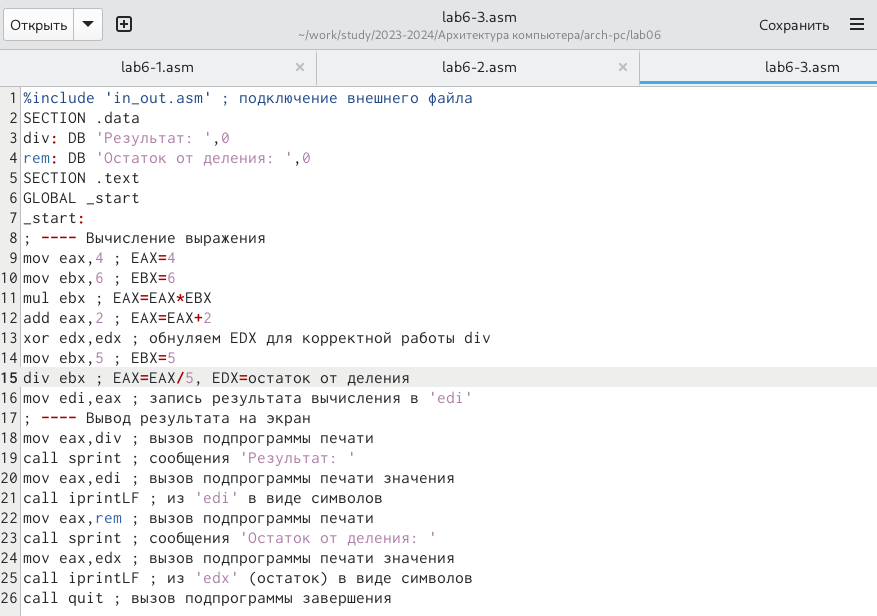 Открыть
lab6-3.asm
~/work/study/2023-2024/Архитектура компьютера/arch-pc/lab06
Сохранить
lab6-1.asm
lab6-2.asm
lab6-3.asm
1 %include 'in_out.asm' ; подключение внешнего файла
2 SECTION .data
3 div: DB 'Результат: ',0
4 rem: DB 'Остаток от деления: ',0
5 SECTION .text
6 GLOBAL _start
7 _start:
8 ; ---- Вычисление выражения
9 mov eax,4 ; EAX=4
10 mov ebx,6 ; EBX=6
11 mul ebx ; EAX=EAX*EBX
12 add eax,2 ; EAX=EAX+2
13 xor edx,edx ; обнуляем EDX для корректной работы div
14 mov ebx,5 ; EBX=5
15 div ebx ; EAX=EAX/5, EDX=остаток от деления
16 mov edi,eax ; запись результата вычисления в 'edi'
17 ; ---- Вывод результата на экран
18 mov eax,div ; вызов подпрограммы печати
19 call sprint ; сообщения 'Результат: '
20 mov eax,edi ; вызов подпрограммы печати значения
21 call iprintLF ; из 'edi' в виде символов
22 mov eax,rem ; вызов подпрограммы печати
23 call sprint ; сообщения 'Остаток от деления: '
24 mov eax,edx ; вызов подпрограммы печати значения
25 call iprintLF ; из 'edx' (остаток) в виде символов
26 call quit ; вызов подпрограммы завершения